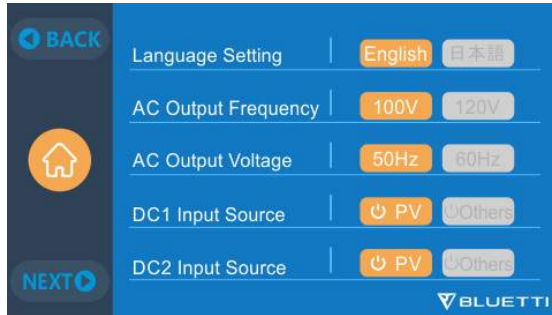 BACK
Language Setting English 日本語
AC Output Frequency 100V 120V
AC Output Voltage 50Hz 60Hz
DC1 Input Source PV Others
DC2 Input Source PV Others
NEXT
BLUETTI